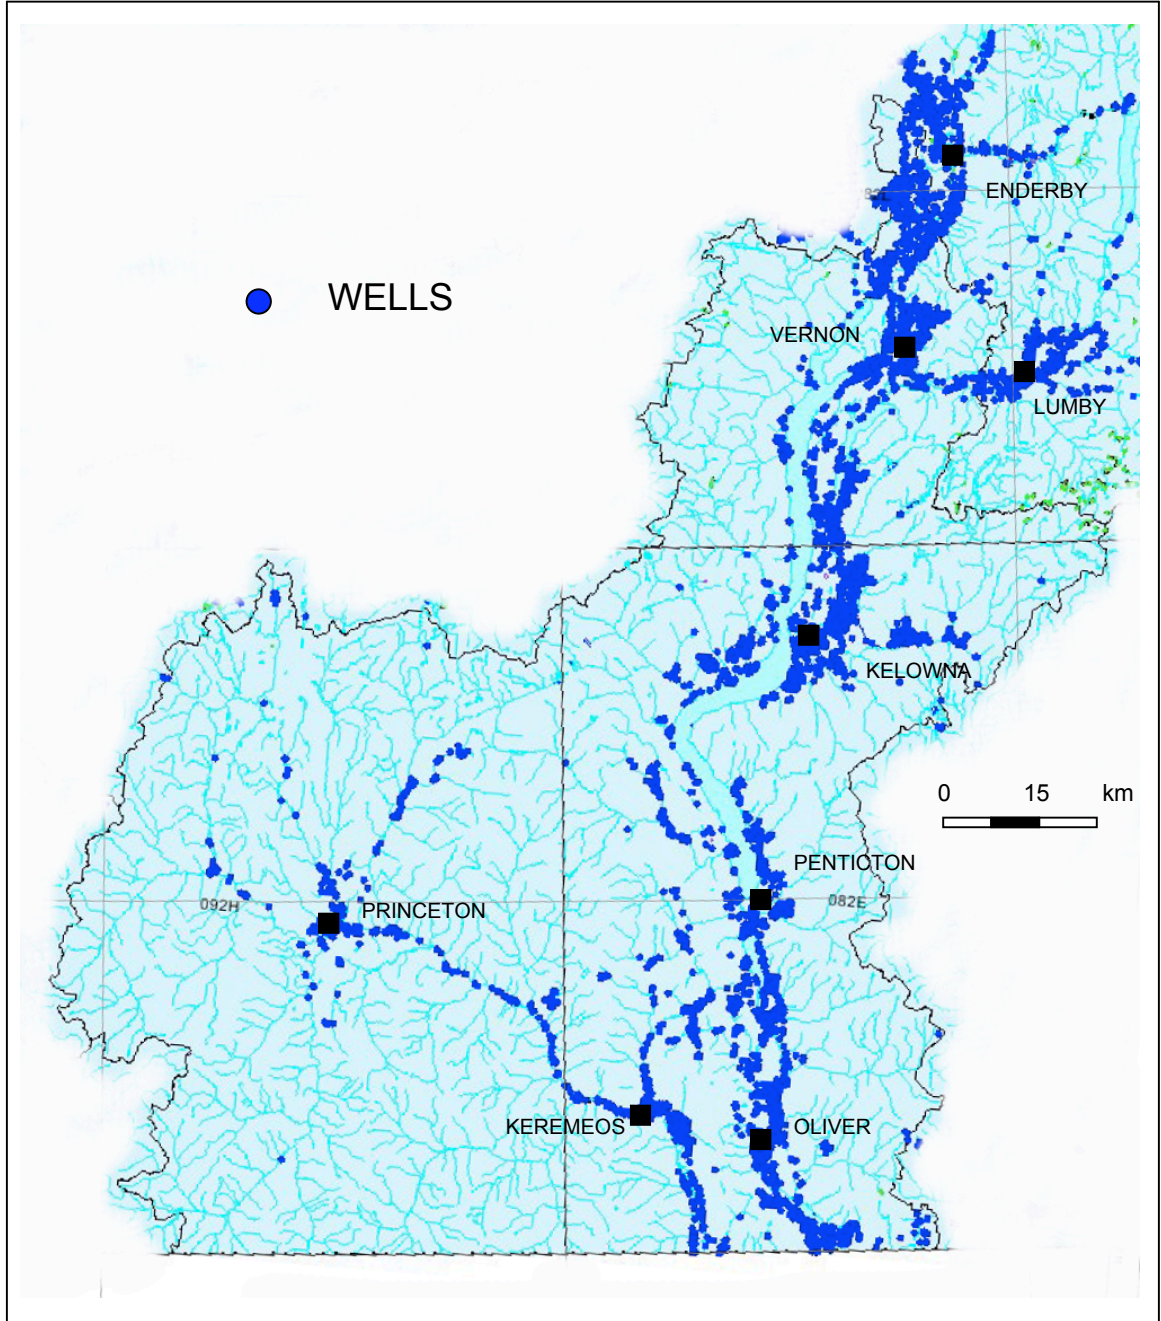 ENDERBY
WELLS
VERNON
LUMBY
KELOWNA
0 15 km
PENTICTON
092H
PRINCETON
082E
KEREMEOS
OLIVER